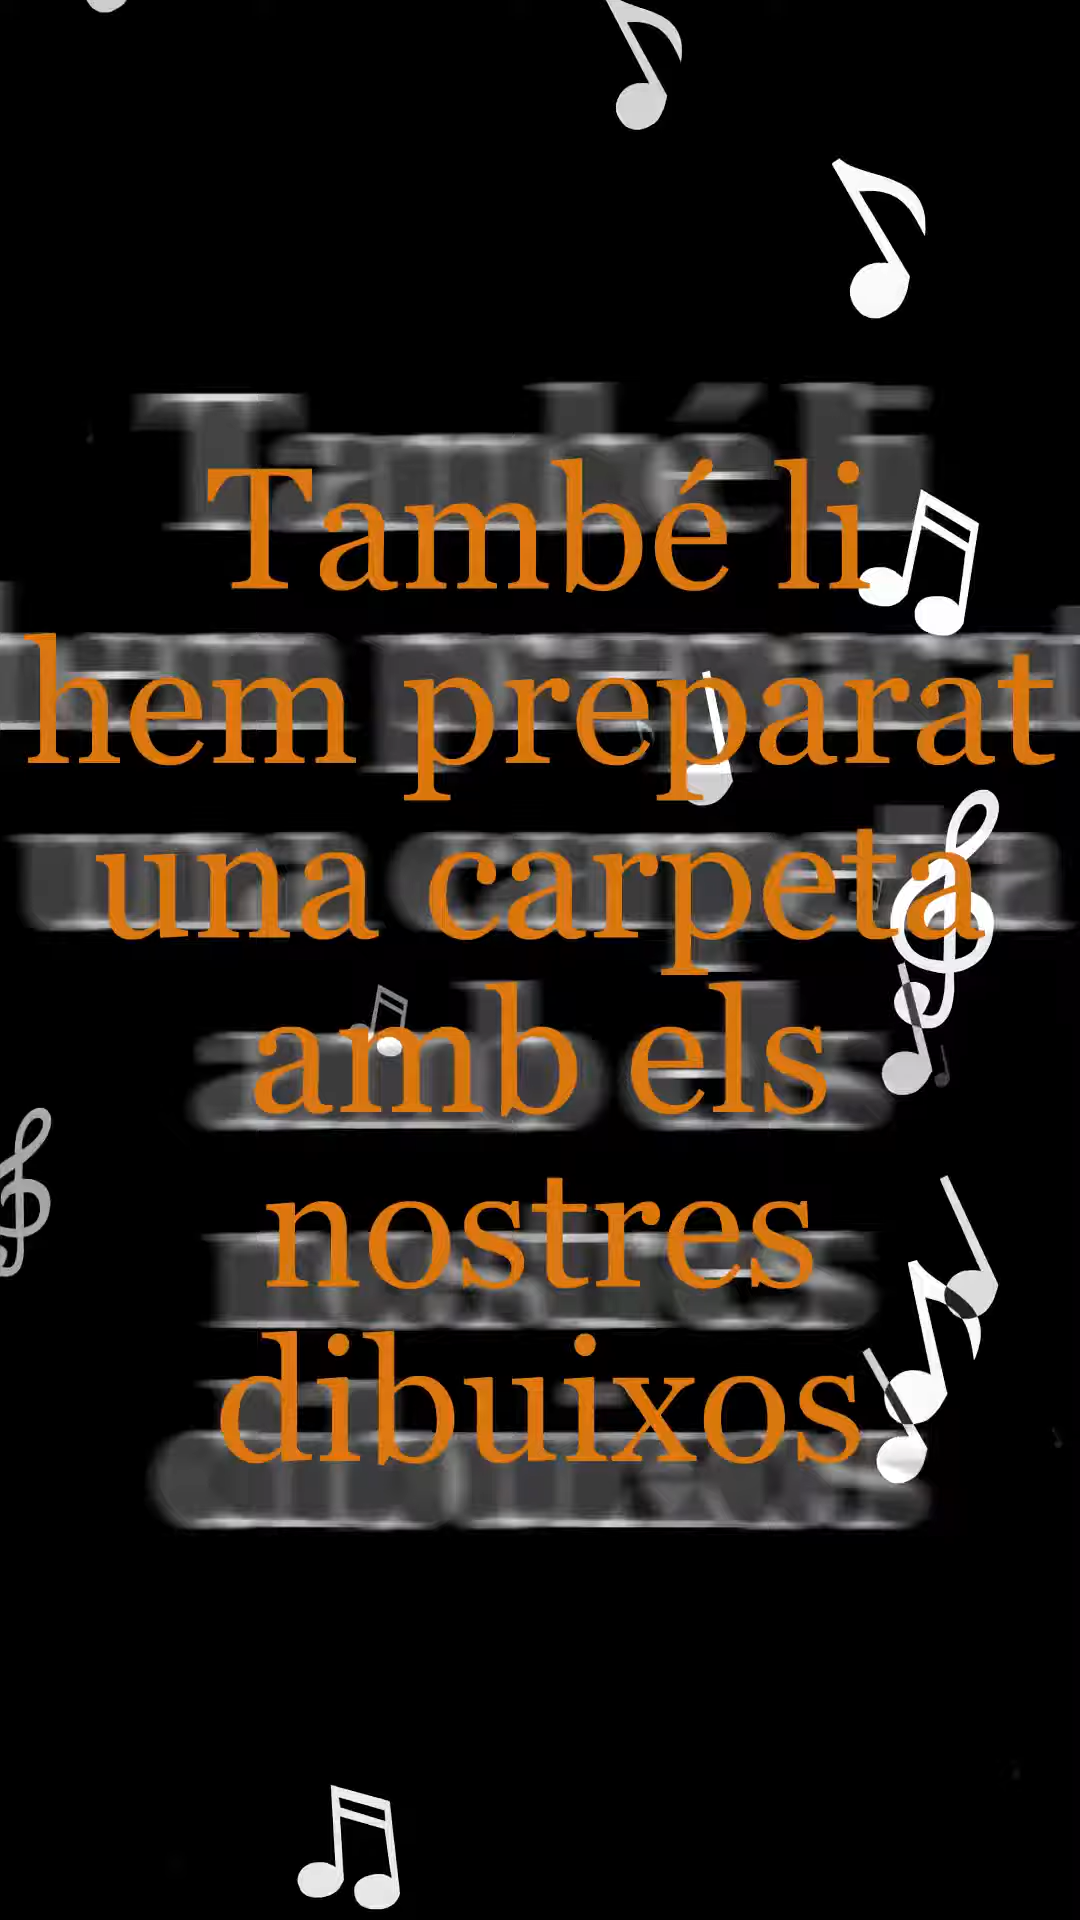 També li
hem preparat
una carpeta
amb els
nostres
dibuixos